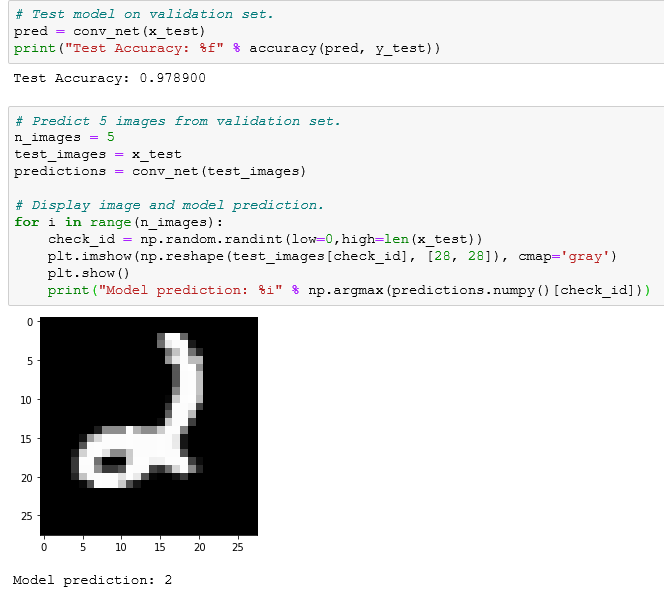 # Test model on validation set.
pred = conv_net(x_test)
print("Test Accuracy: %f" % accuracy(pred, y_test))
Test Accuracy: 0.978900
# Predict 5 images from validation set.
n_images = 5
test_images = x_test
predictions = conv_net(test_images)
# Display image and model prediction.
for i in range(n_images):
    check_id = np.random.randint(low=0,high=len(x_test))
    plt.imshow(np.reshape(test_images[check_id], [28, 28]), cmap='gray')
    plt.show()
    print("Model prediction: %i" % np.argmax(predictions.numpy()[check_id]))
0
5
10
15
20
25
0 5 10 15 20 25
Model prediction: 2